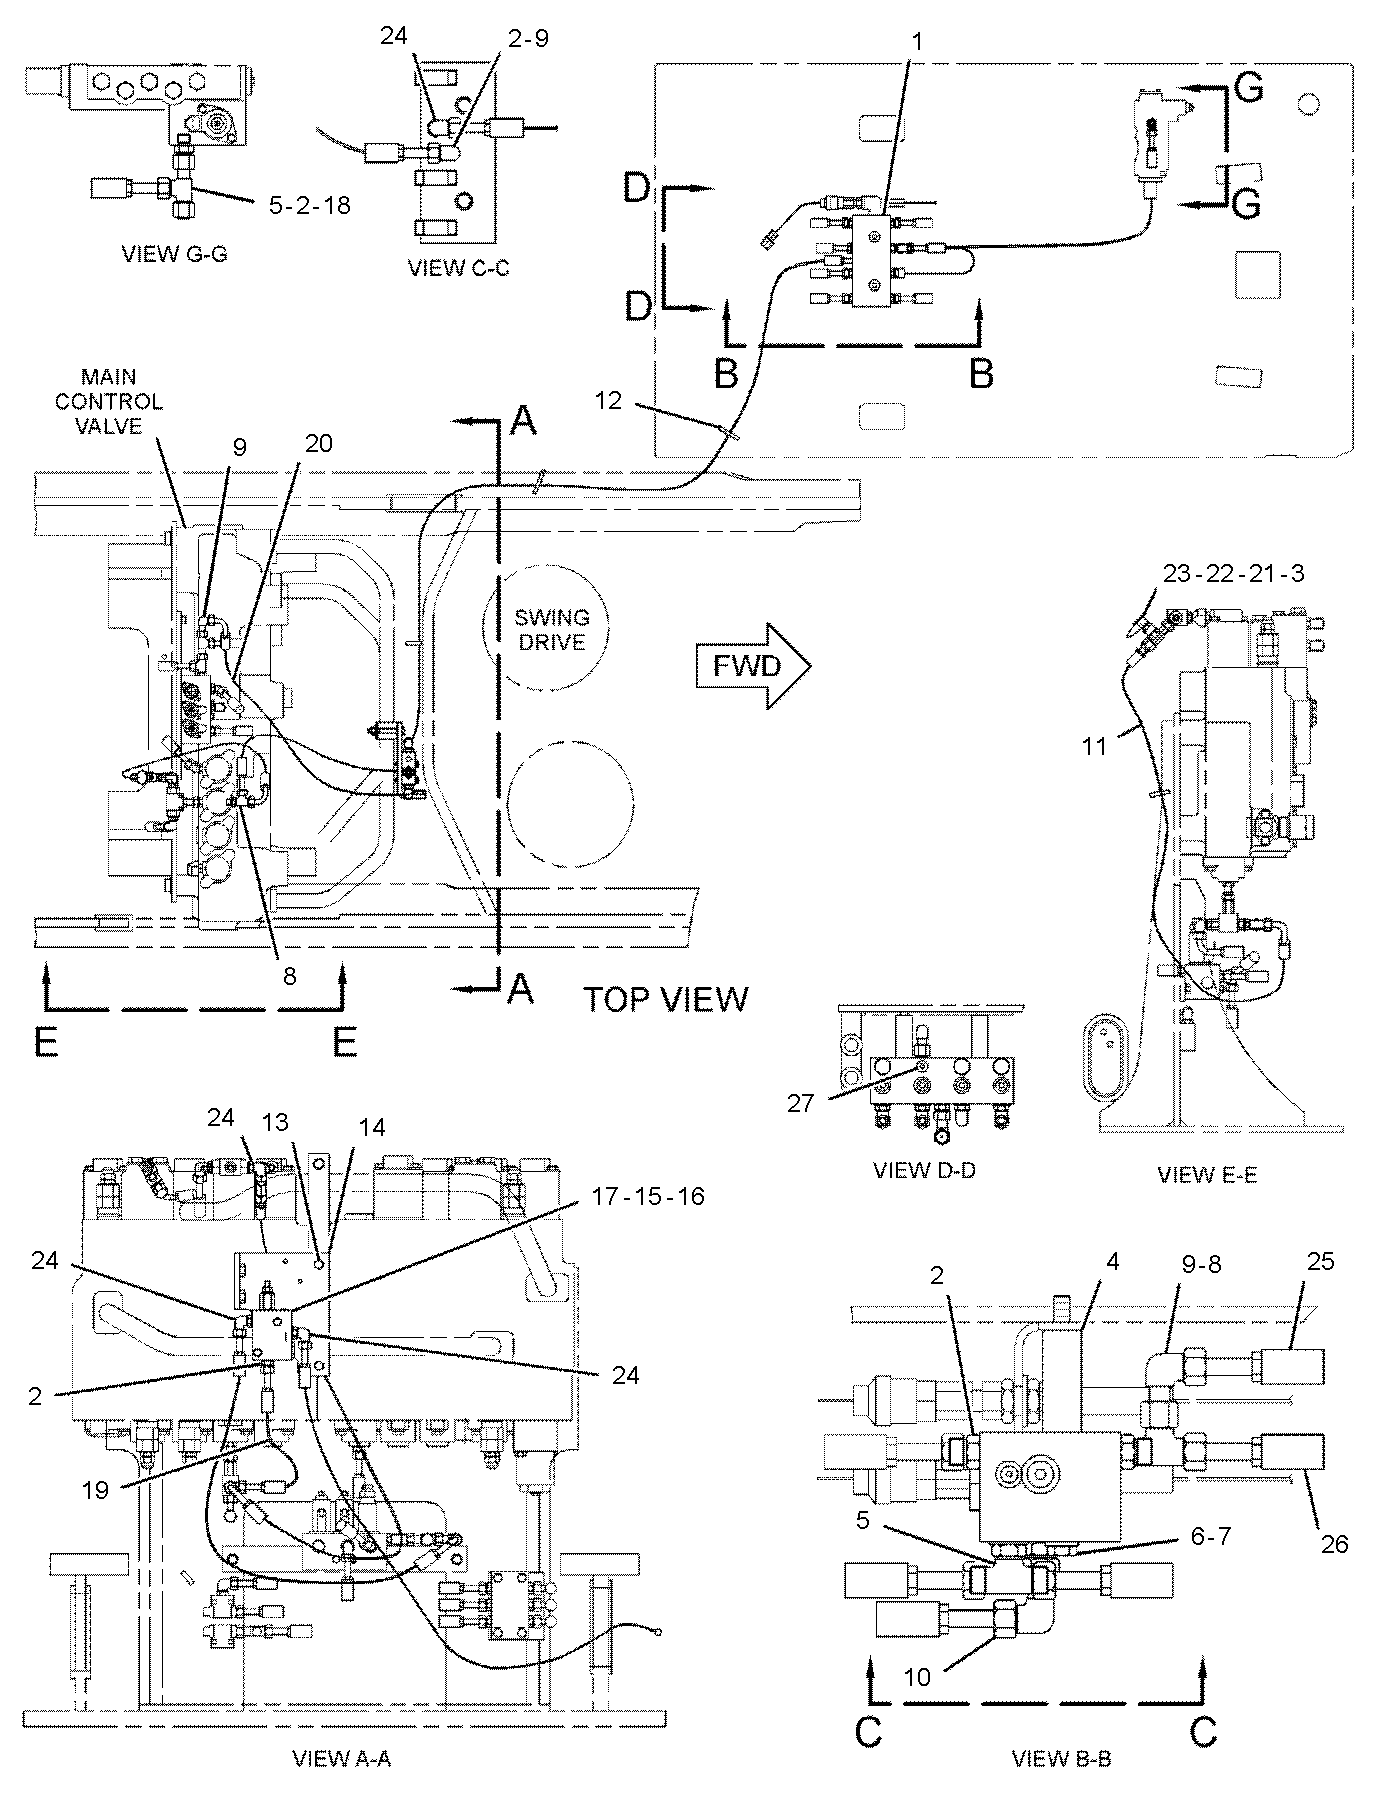 24
2-9
1
G
G
5-2-18
VIEW G-G
VIEW C-C
D
D
B
B
MAIN
CONTROL
VALVE
12
A
9
20
SWING
DRIVE
FWD
23-22-21-3
11
8
A
TOP VIEW
E
E
27
VIEW D-D
VIEW E-E
24
13
14
17-15-16
24
24
2
19
VIEW A-A
2
4
9-8
25
5
6-7
26
10
C
C
VIEW B-B